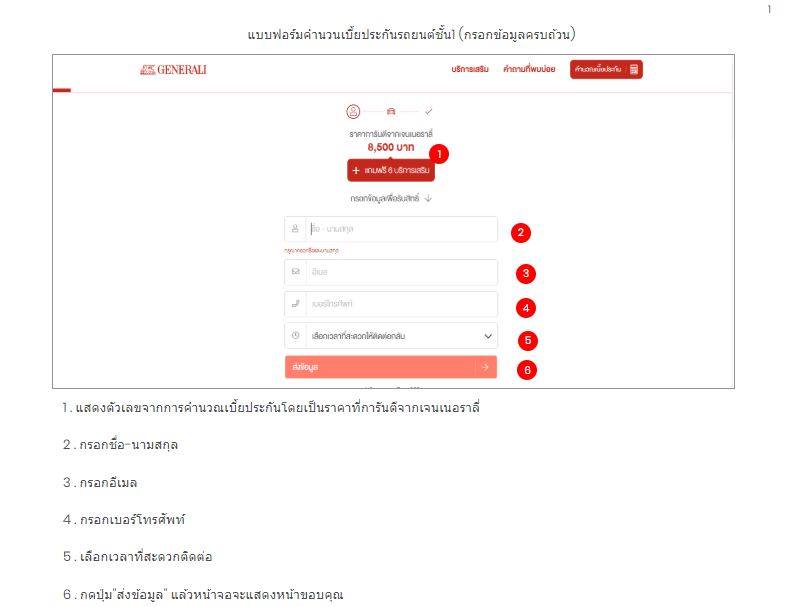 1
แบบฟอร์มคำนวนเบี้ยประกันรถยนต์ชั้น1 (กรอกข้อมูลครบถ้วน)
GENERALI
บริการเสริม คำถามที่พบบ่อย คำนวณเบี้ยประกัน
ราคาการันตีจากเจนเนอราลี่
8,500 บาท
1
+ แถมฟรี 6 บริการเสริม
กรอกข้อมูลเพื่อรับสิทธิ์ ↓
ชื่อ - นามสกุล 2
กรุณากรอกชื่อและนามสกุล
อีเมล 3
เบอร์โทรศัพท์ 4
เลือกเวลาที่สะดวกให้ติดต่อกลับ 5
ส่งข้อมูล → 6
1 . แสดงตัวเลขจากการคำนวณเบี้ยประกันโดยเป็นราคาที่การันตีจากเจนเนอราลี่
2 . กรอกชื่อ-นามสกุล
3 . กรอกอีเมล
4 . กรอกเบอร์โทรศัพท์
5 . เลือกเวลาที่สะดวกติดต่อ
6 . กดปุ่ม"ส่งข้อมูล" แล้วหน้าจอจะแสดงหน้าขอบคุณ